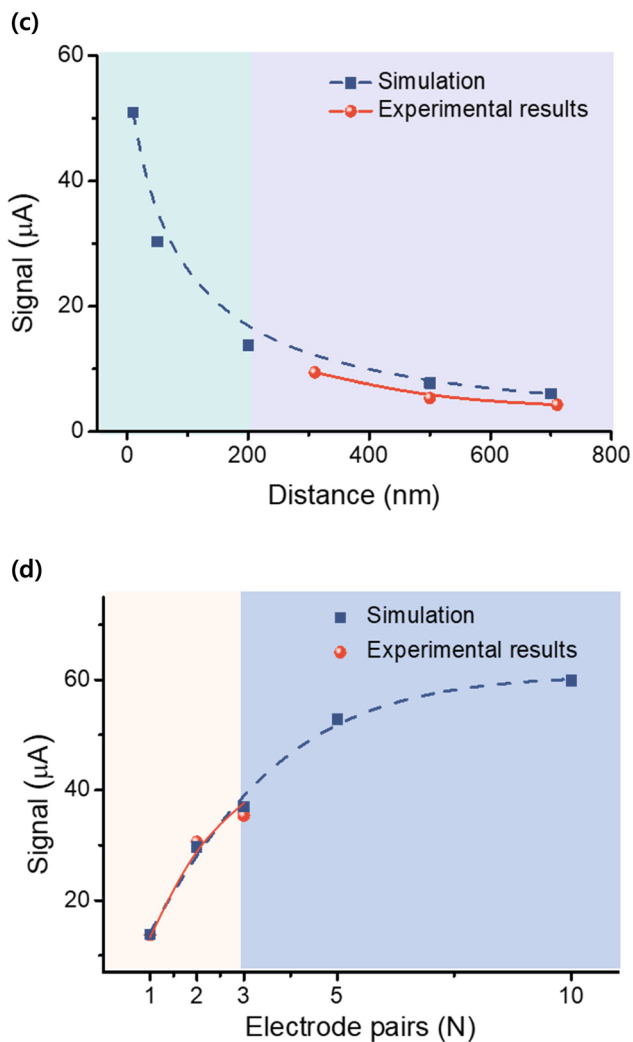 (c)
60
40
20
0
Signal (μA)
Simulation
Experimental results
0 200 400 600 800
Distance (nm)
(d)
60
40
20
Signal (μA)
Simulation
Experimental results
1 2 3 5 10
Electrode pairs (N)